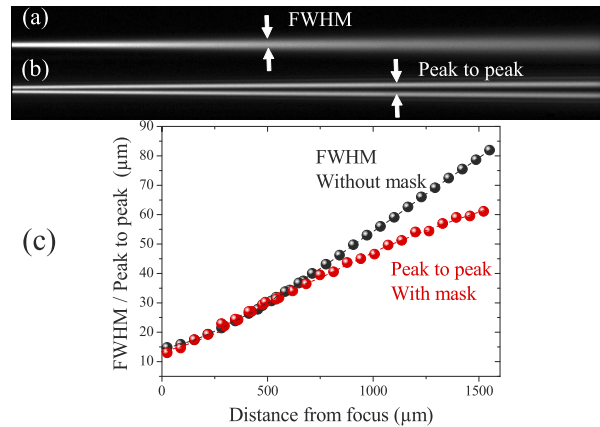 (a)
FWHM
(b)
Peak to peak
(c)
FWHM / Peak to peak (μm)
90
80
70
60
50
40
30
20
10
FWHM
Without mask
Peak to peak
With mask
0
500
1000
1500
Distance from focus (μm)